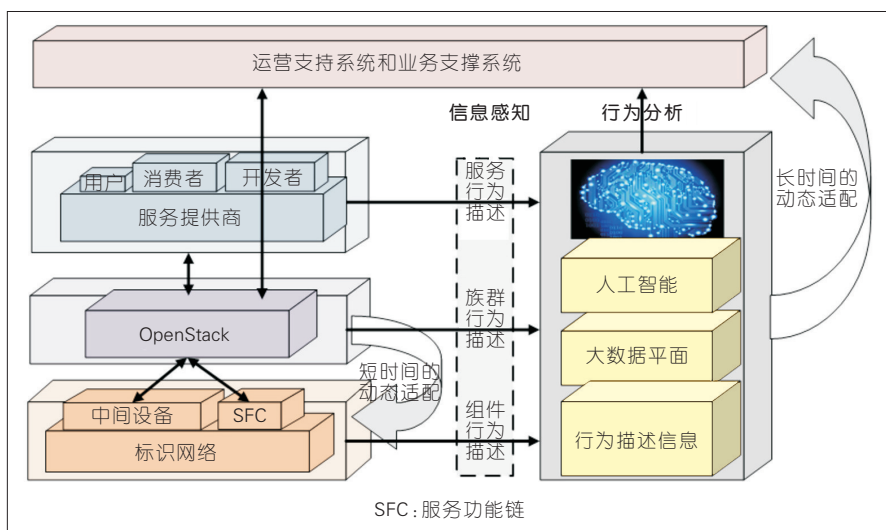 运营支持系统和业务支撑系统
信息感知
行为分析
用户
消费者
开发者
服务提供商
服务
行为
描述
长时间的
动态适配
人工智能
OpenStack
族群
行为
描述
大数据平面
短时间的
动态适配
中间设备
SFC
标识网络
组件
行为
描述
行为描述信息
SFC:服务功能链